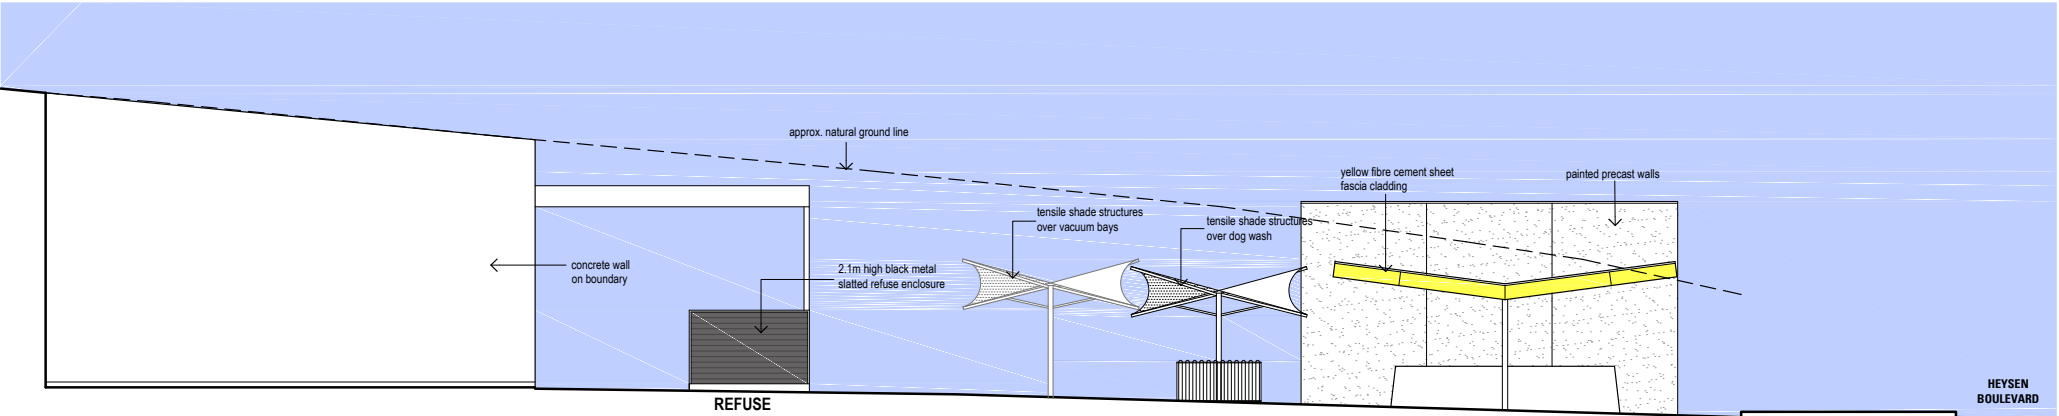 approx. natural ground line
yellow fibre cement sheet
fascia cladding
painted precast walls
tensile shade structures
over vacuum bays
tensile shade structures
over dog wash
concrete wall
on boundary
2.1m high black metal
slatted refuse enclosure
REFUSE
HEYSEN
BOULEVARD